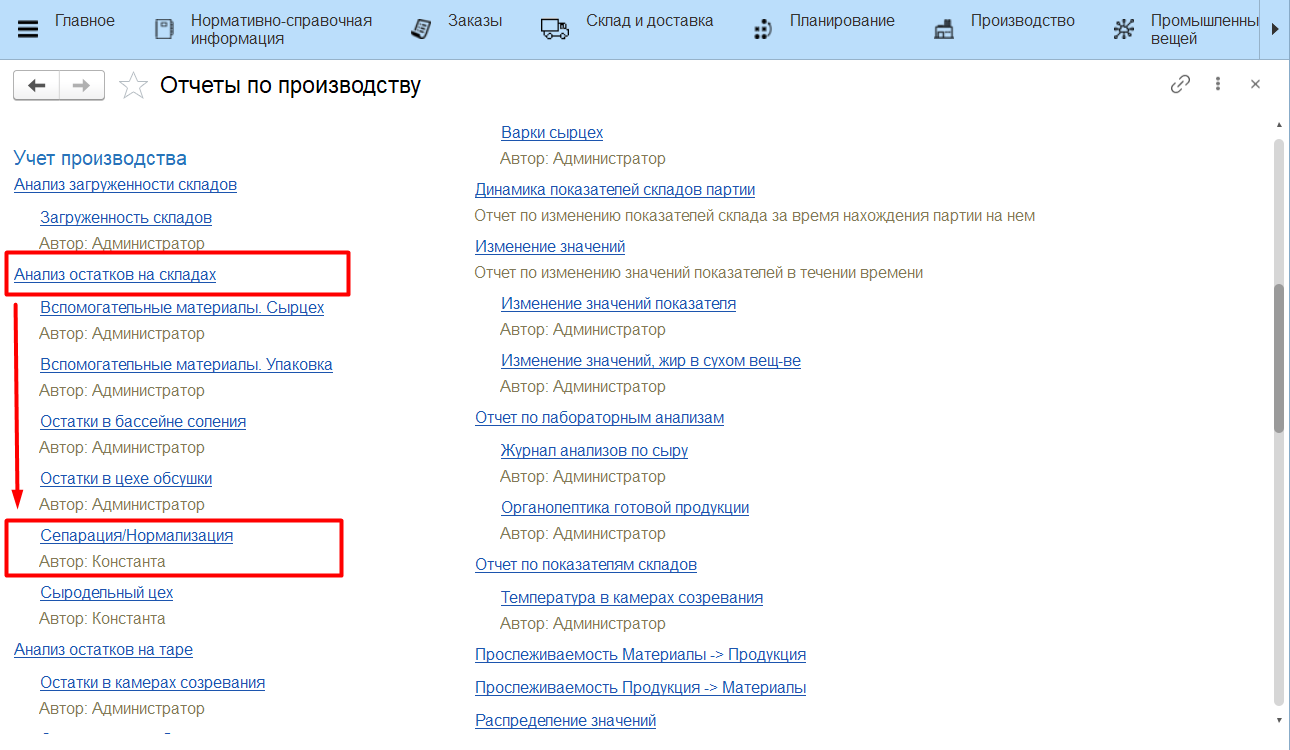 Главное
Нормативно-справочная
информация
Заказы
Склад и доставка
Планирование
Производство
Промышленны
вещей
Отчеты по производству
Учет производства
Анализ загруженности складов
Загруженность складов
Автор: Администратор
Анализ остатков на складах
Вспомогательные материалы. Сырцех
Автор: Администратор
Вспомогательные материалы. Упаковка
Автор: Администратор
Остатки в бассейне соления
Автор: Администратор
Остатки в цехе обсушки
Автор: Администратор
Сепарация/Нормализация
Автор: Константа
Сыродельный цех
Автор: Константа
Анализ остатков на таре
Остатки в камерах созревания
Автор: Администратор
Варки сырцех
Автор: Администратор
Динамика показателей складов партии
Отчет по изменению показателей склада за время нахождения партии на нем
Изменение значений
Отчет по изменению значений показателей в течении времени
Изменение значений показателя
Автор: Администратор
Изменение значений, жир в сухом вещ-ве
Автор: Администратор
Отчет по лабораторным анализам
Журнал анализов по сыру
Автор: Администратор
Органолептика готовой продукции
Автор: Администратор
Отчет по показателям складов
Температура в камерах созревания
Автор: Администратор
Прослеживаемость Материалы -> Продукция
Прослеживаемость Продукция -> Материалы
Распределение значений